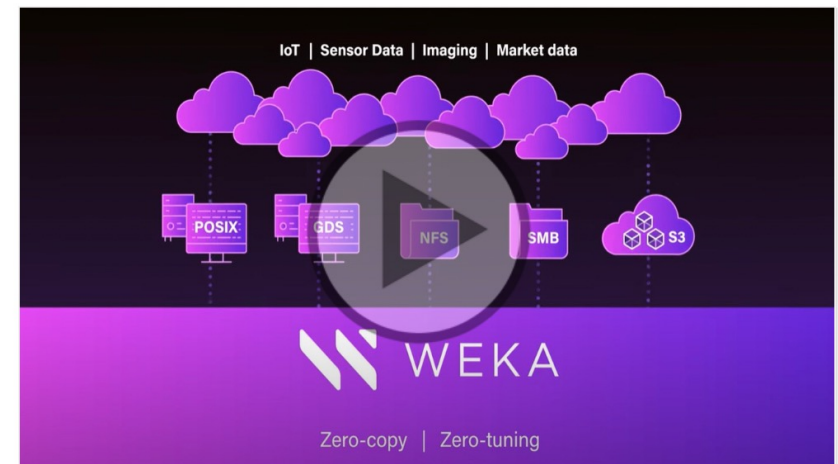 IoT | Sensor Data | Imaging | Market data
POSIX GDS NFS SMB S3
WEKA
Zero-copy | Zero-tuning